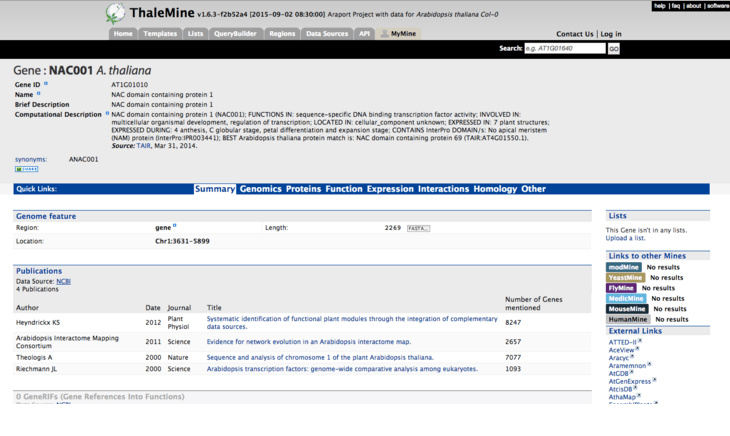 help | faq | about | software
ThaleMine v1.6.3-f2b52a4 [2015-09-02 08:30:00] Araport Project with data for Arabidopsis thaliana Col-0
Home Templates Lists QueryBuilder Regions Data Sources API MyMine
Contact Us | Log in
Search: e.g. AT1G01640 GO
Gene : NAC001 A. thaliana
Gene ID AT1G01010
Name NAC domain containing protein 1
Brief Description NAC domain containing protein 1
Computational Description NAC domain containing protein 1 (NAC001); FUNCTIONS IN: sequence-specific DNA binding transcription factor activity; INVOLVED IN:
multicellular organismal development, regulation of transcription; LOCATED IN: cellular_component unknown; EXPRESSED IN: 7 plant structures;
EXPRESSED DURING: 4 anthesis, C globular stage, petal differentiation and expansion stage; CONTAINS InterPro DOMAIN/s: No apical meristem
(NAM) protein (InterPro:IPR003441); BEST Arabidopsis thaliana protein match is: NAC domain containing protein 69 (TAIR:AT4G01550.1).
Source: TAIR, Mar 31, 2014.
synonyms: ANAC001
SHARE
Quick Links: Summary Genomics Proteins Function Expression Interactions Homology Other
Genome feature
Region: gene Length: 2269 FASTA...
Location: Chr1:3631-5899
Publications
Data Source: NCBI
4 Publications
Author Date Journal Title Number of Genes mentioned
Heyndrickx KS 2012 Plant Physiol Systematic identification of functional plant modules through the integration of complementary data sources. 8247
Arabidopsis Interactome Mapping Consortium 2011 Science Evidence for network evolution in an Arabidopsis interactome map. 2657
Theologis A 2000 Nature Sequence and analysis of chromosome 1 of the plant Arabidopsis thaliana. 7077
Riechmann JL 2000 Science Arabidopsis transcription factors: genome-wide comparative analysis among eukaryotes. 1093
0 GeneRIFs (Gene References Into Functions)
Lists
This Gene isn't in any lists.
Upload a list.
Links to other Mines
modMine No results
YeastMine No results
FlyMine No results
MedicMine No results
MouseMine No results
HumanMine No results
External Links
ATTED-II
AceView
Aracyc
Aramemnon
AtGDB
AtGenExpress
AtcisDB
AthaMap